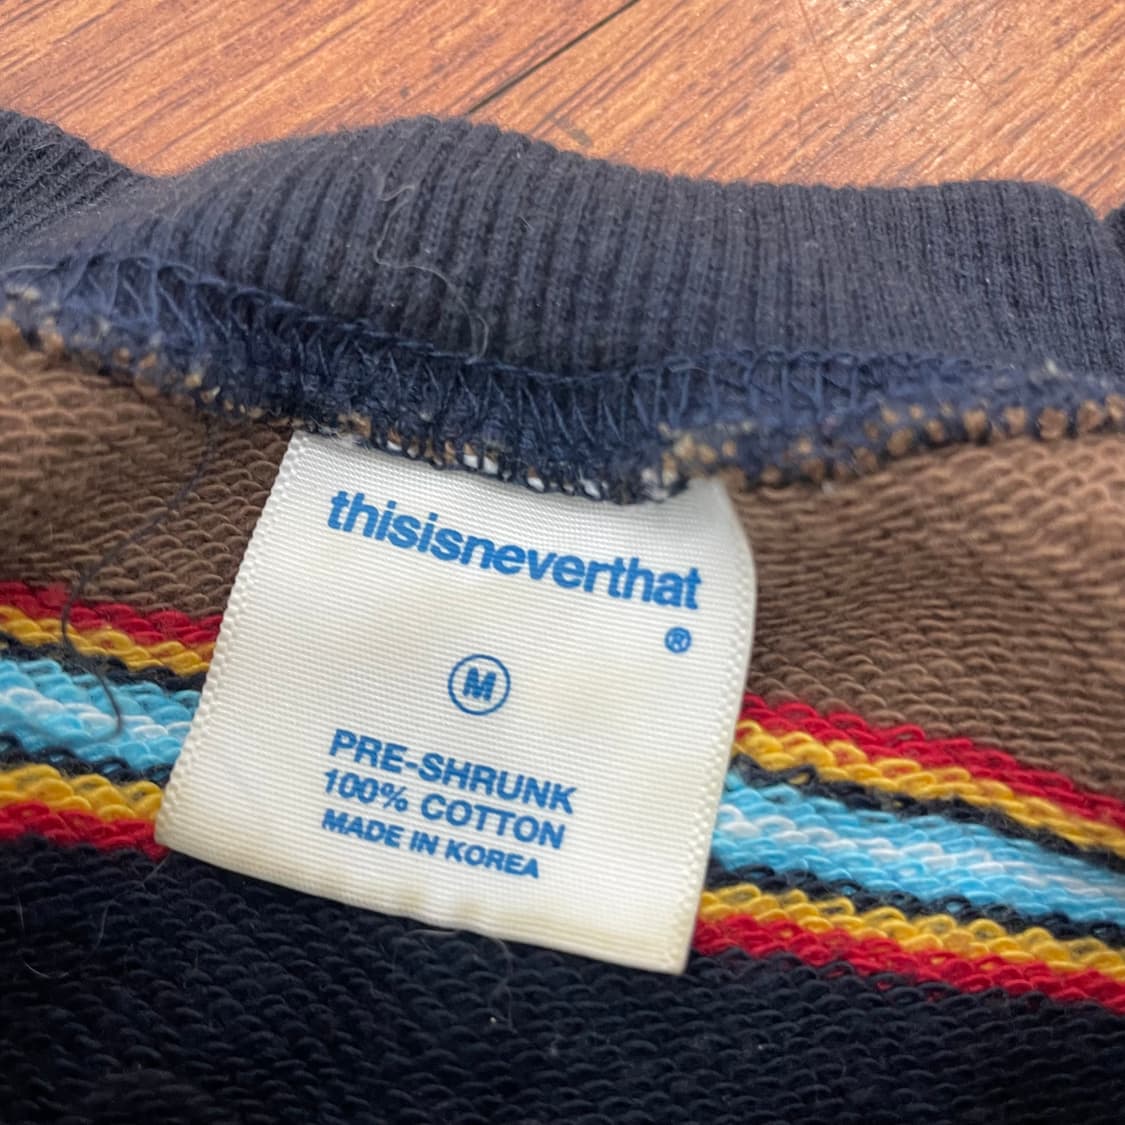 thisisneverthat
®
M
PRE-SHRUNK
100% COTTON
MADE IN KOREA